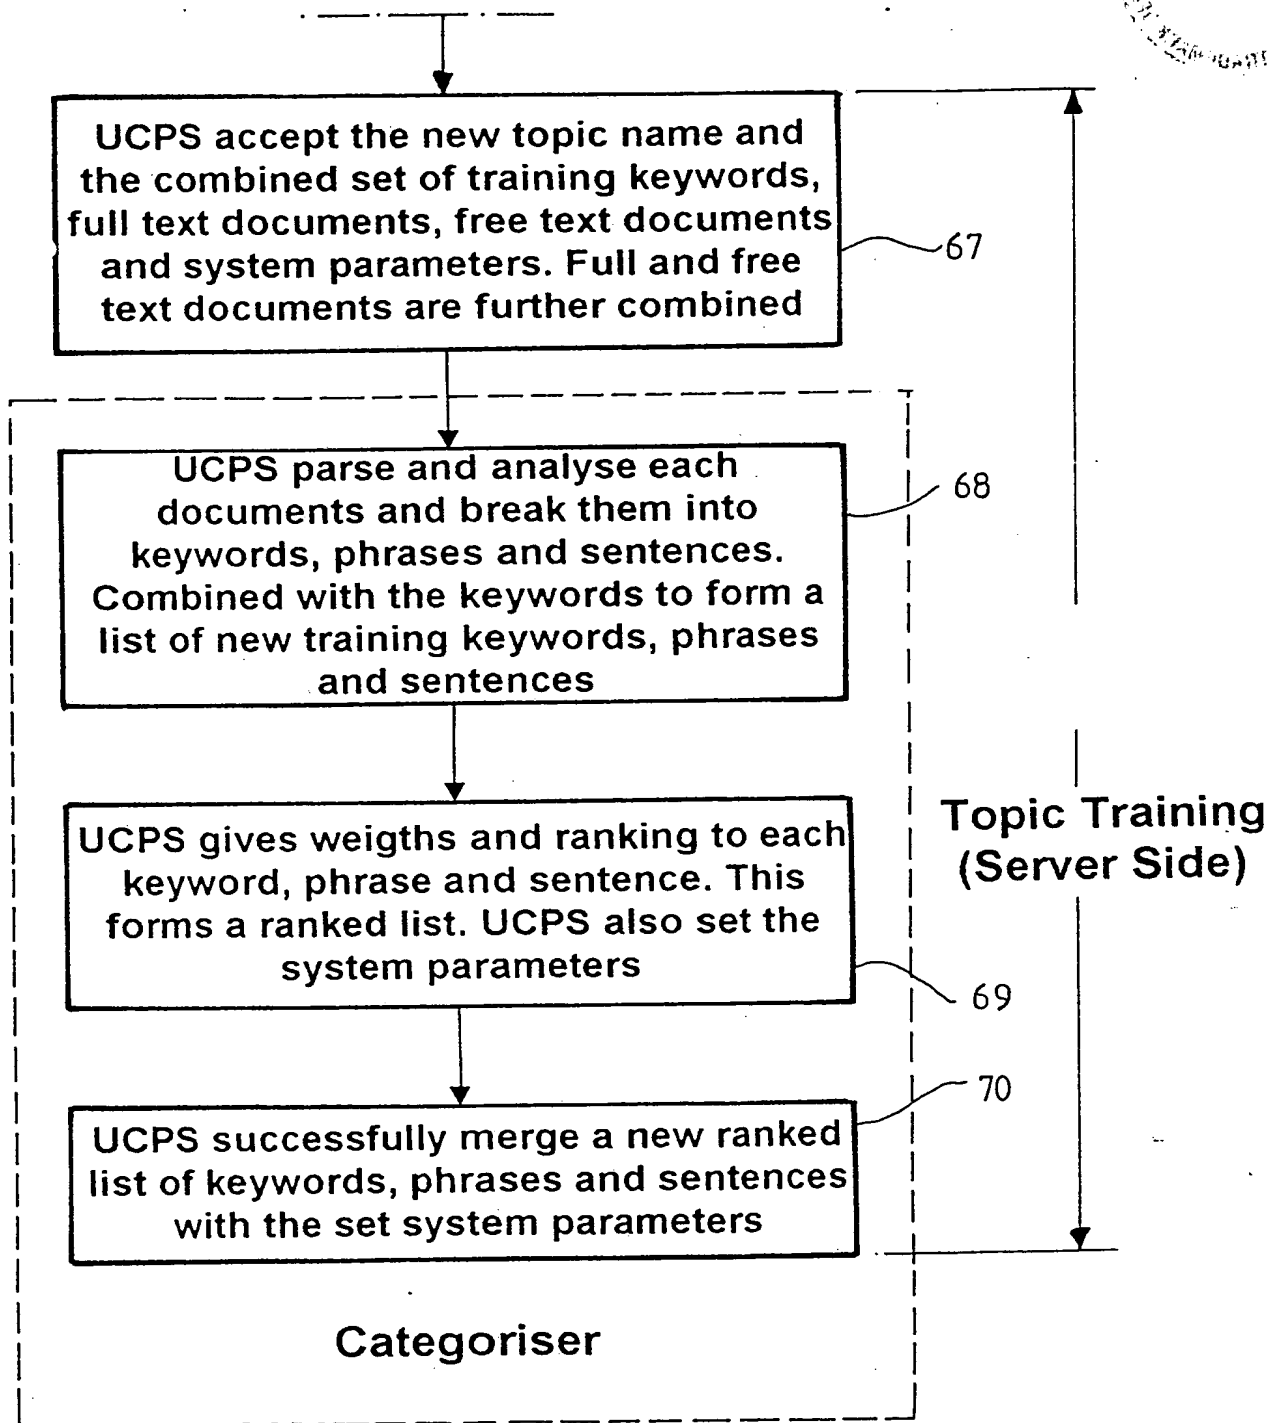 UCPS accept the new topic name and
the combined set of training keywords,
full text documents, free text documents
and system parameters. Full and free
text documents are further combined
67
UCPS parse and analyse each
documents and break them into
keywords, phrases and sentences.
Combined with the keywords to form a
list of new training keywords, phrases
and sentences
68
UCPS gives weigths and ranking to each
keyword, phrase and sentence. This
forms a ranked list. UCPS also set the
system parameters
69
Topic Training
(Server Side)
UCPS successfully merge a new ranked
list of keywords, phrases and sentences
with the set system parameters
70
Categoriser